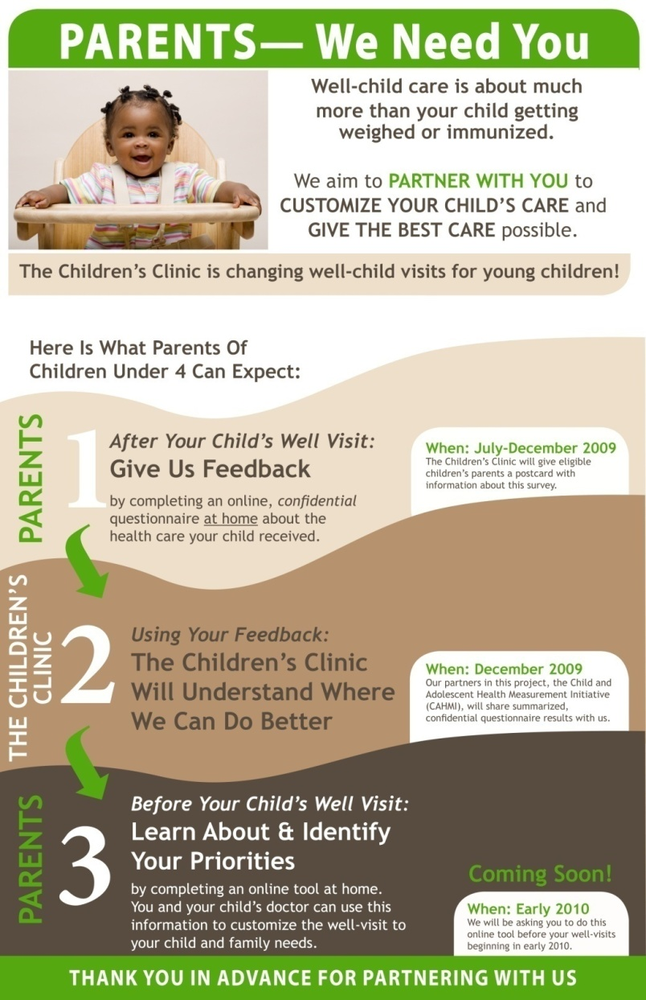 PARENTS— We Need You
Well-child care is about much
more than your child getting
weighed or immunized.
We aim to PARTNER WITH YOU to
CUSTOMIZE YOUR CHILD'S CARE and
GIVE THE BEST CARE possible.
The Children's Clinic is changing well-child visits for young children!
Here Is What Parents Of
Children Under 4 Can Expect:
PARENTS
1
After Your Child's Well Visit:
Give Us Feedback
by completing an online, confidential
questionnaire at home about the
health care your child received.
When: July-December 2009
The Children's Clinic will give eligible
children's parents a postcard with
information about this survey.
THE CHILDREN'S
CLINIC
2
Using Your Feedback:
The Children's Clinic
Will Understand Where
We Can Do Better
When: December 2009
Our partners in this project, the Child and
Adolescent Health Measurement Initiative
(CAHMI), will share summarized,
confidential questionnaire results with us.
PARENTS
3
Before Your Child's Well Visit:
Learn About & Identify
Your Priorities
by completing an online tool at home.
You and your child's doctor can use this
information to customize the well-visit to
your child and family needs.
Coming Soon!
When: Early 2010
We will be asking you to do this
online tool before your well-visits
beginning in early 2010.
THANK YOU IN ADVANCE FOR PARTNERING WITH US